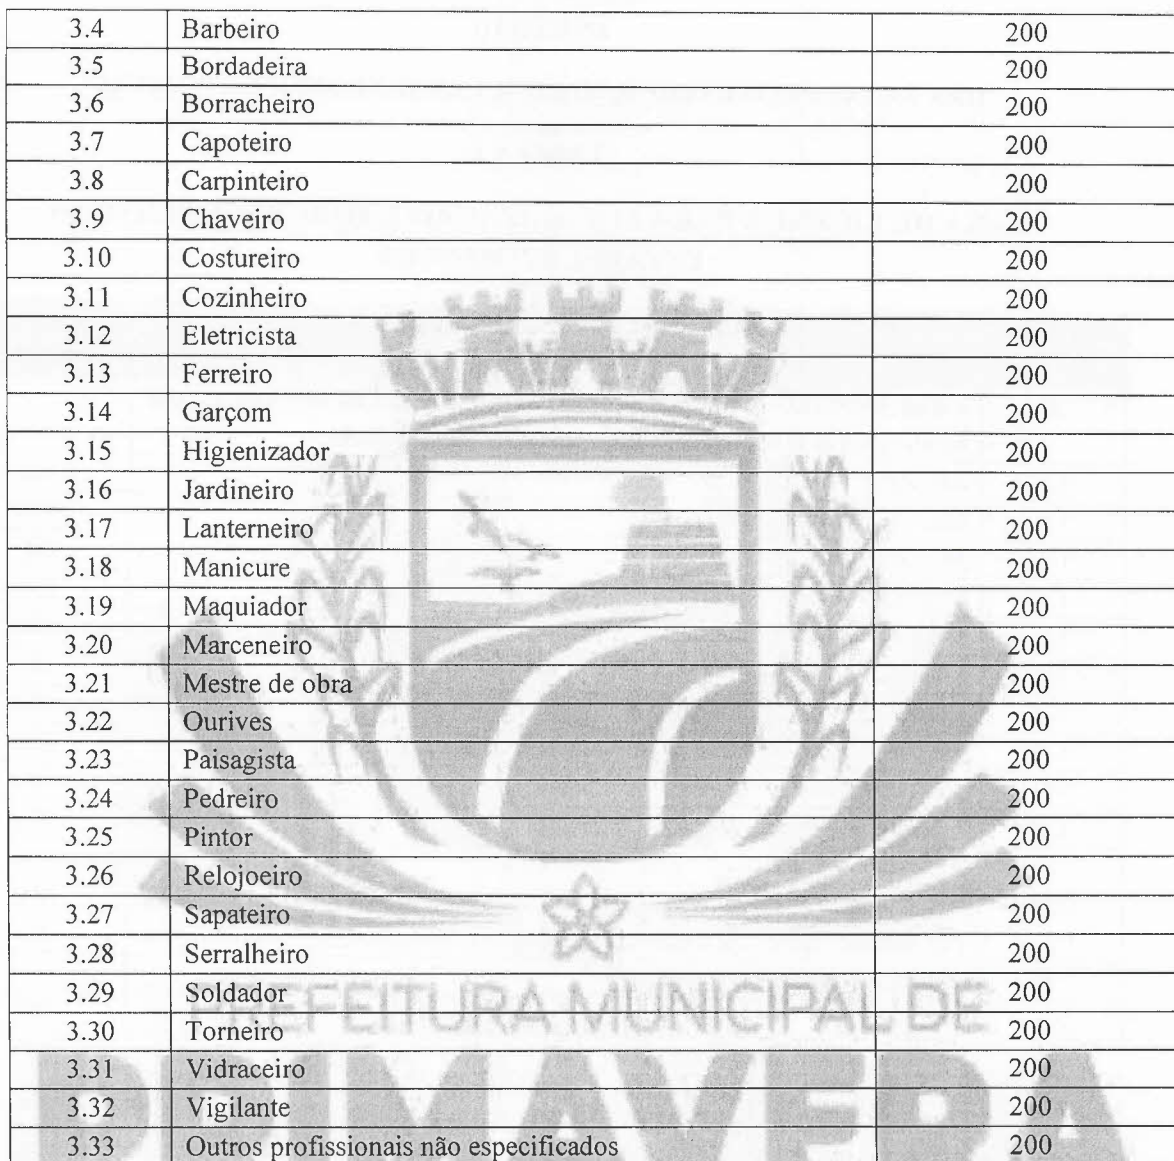 3.4 Barbeiro 200
3.5 Bordadeira 200
3.6 Borracheiro 200
3.7 Capoteiro 200
3.8 Carpinteiro 200
3.9 Chaveiro 200
3.10 Costureiro 200
3.11 Cozinheiro 200
3.12 Eletricista 200
3.13 Ferreiro 200
3.14 Garçom 200
3.15 Higienizador 200
3.16 Jardineiro 200
3.17 Lanterneiro 200
3.18 Manicure 200
3.19 Maquiador 200
3.20 Marceneiro 200
3.21 Mestre de obra 200
3.22 Ourives 200
3.23 Paisagista 200
3.24 Pedreiro 200
3.25 Pintor 200
3.26 Relojoeiro 200
3.27 Sapateiro 200
3.28 Serralheiro 200
3.29 Soldador 200
PREFEITURA MUNICIPAL DE
3.30 Torneiro 200
3.31 Vidraceiro 200
PRIMAVERA
3.32 Vigilante 200
3.33 Outros profissionais não especificados 200